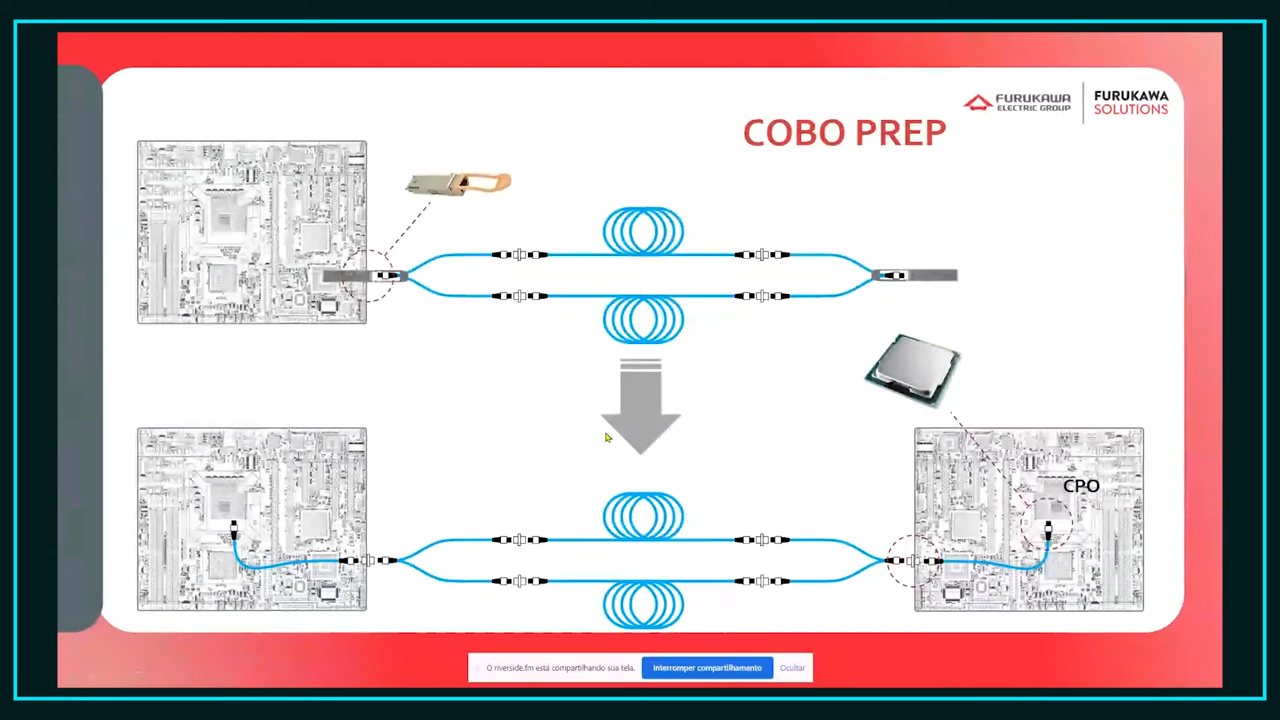 FURUKAWA
ELECTRIC GROUP
FURUKAWA
SOLUTIONS
COBO PREP
CPO
O riverside.fm está compartilhando sua tela.
Interromper compartilhamento
Ocultar